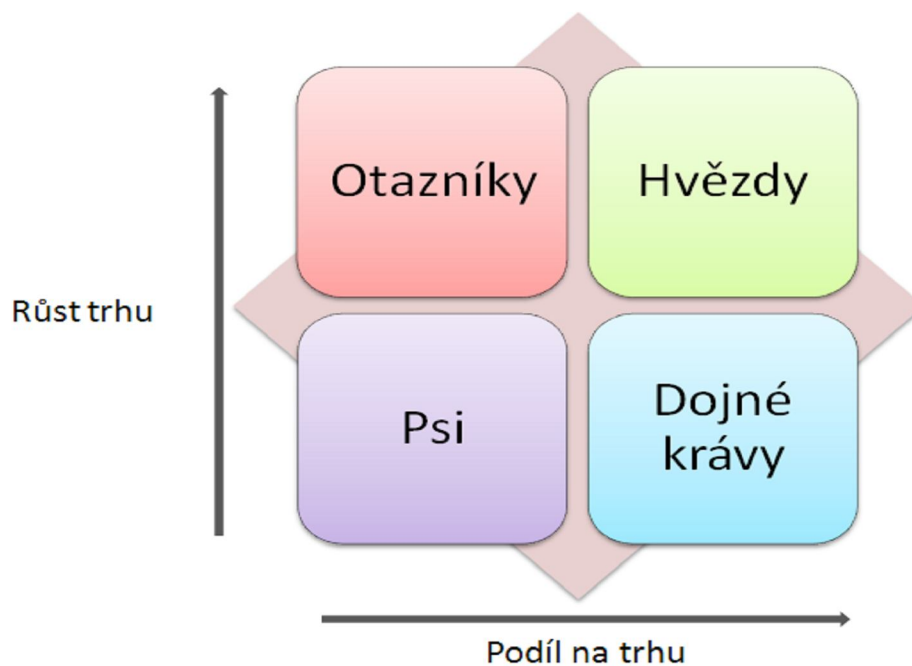 Otazníky
Hvězdy
Růst trhu
Psi
Dojné
krávy
Podíl na trhu